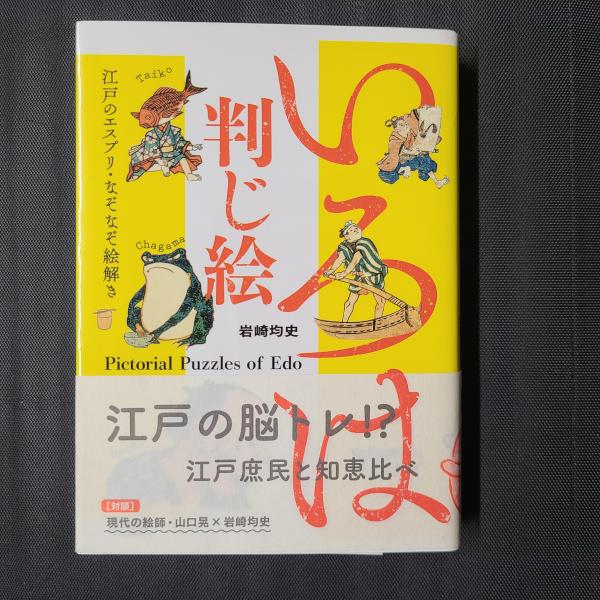 いろは
判じ絵
江戸のエスプリ・なぞなぞ絵解き
Taiko
Chagama
岩崎均史
Pictorial Puzzles of Edo
江戸の脳トレ!?
江戸庶民と知恵比べ
［対談］
現代の絵師・山口晃×岩崎均史